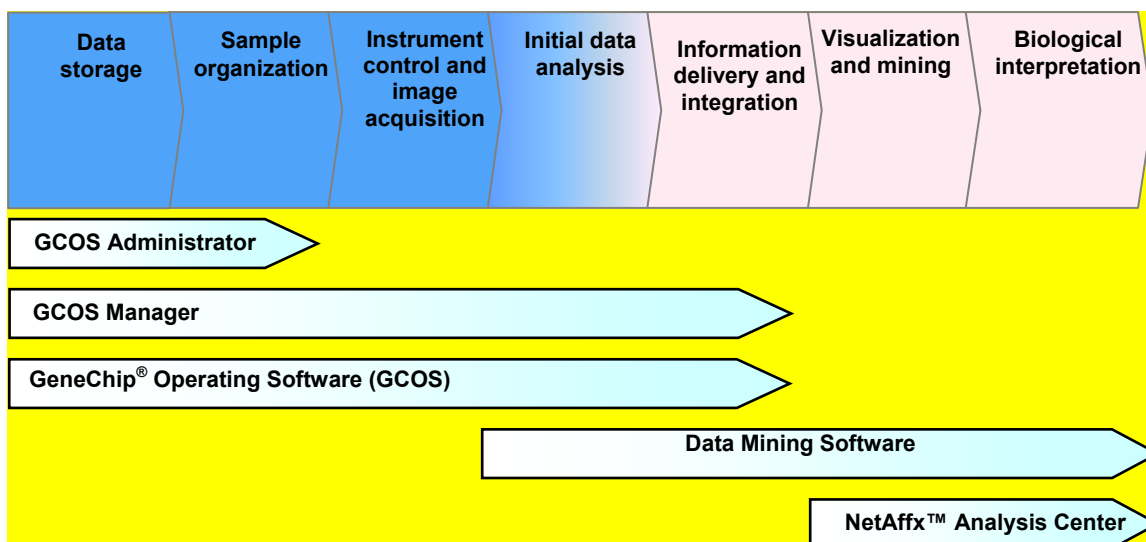 Data
storage
Sample
organization
Instrument
control and
image
acquisition
Initial data
analysis
Information
delivery and
integration
Visualization
and mining
Biological
interpretation
GCOS Administrator
GCOS Manager
GeneChip® Operating Software (GCOS)
Data Mining Software
NetAffx™ Analysis Center